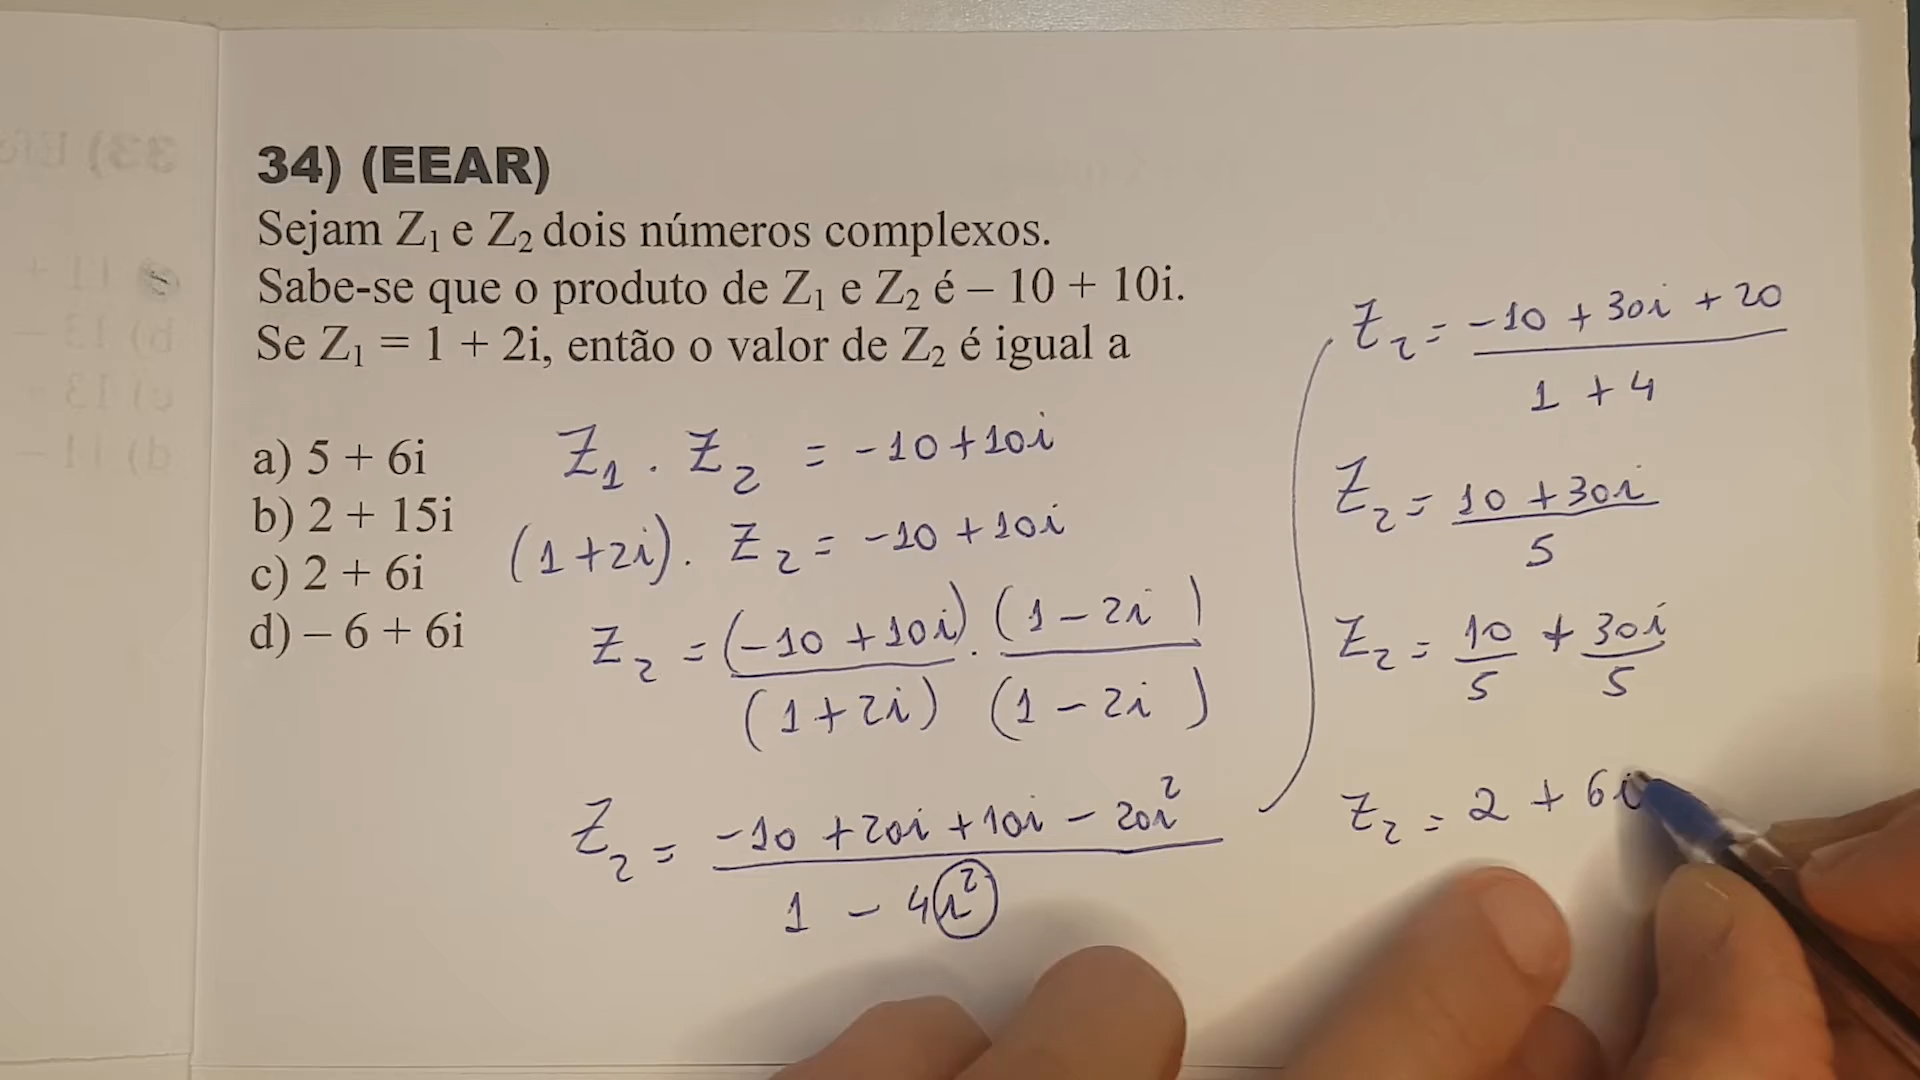 34) (EEAR)
Sejam Z₁ e Z₂ dois números complexos.
Sabe-se que o produto de Z₁ e Z₂ é – 10 + 10i.
Se Z₁ = 1 + 2i, então o valor de Z₂ é igual a
a) 5 + 6i
b) 2 + 15i
c) 2 + 6i
d) – 6 + 6i
Z₁ . Z₂ = -10+10i
(1+2i) . Z₂ = -10+10i
Z₂ = (-10+10i) . (1-2i)
(1+2i) (1-2i)
Z₂ = -10+20i+10i-20i²
1 - 4i²
Z₂ = -10+30i+20
1+4
Z₂ = 10+30i
5
Z₂ = 10 + 30i
5 5
Z₂ = 2 + 6i